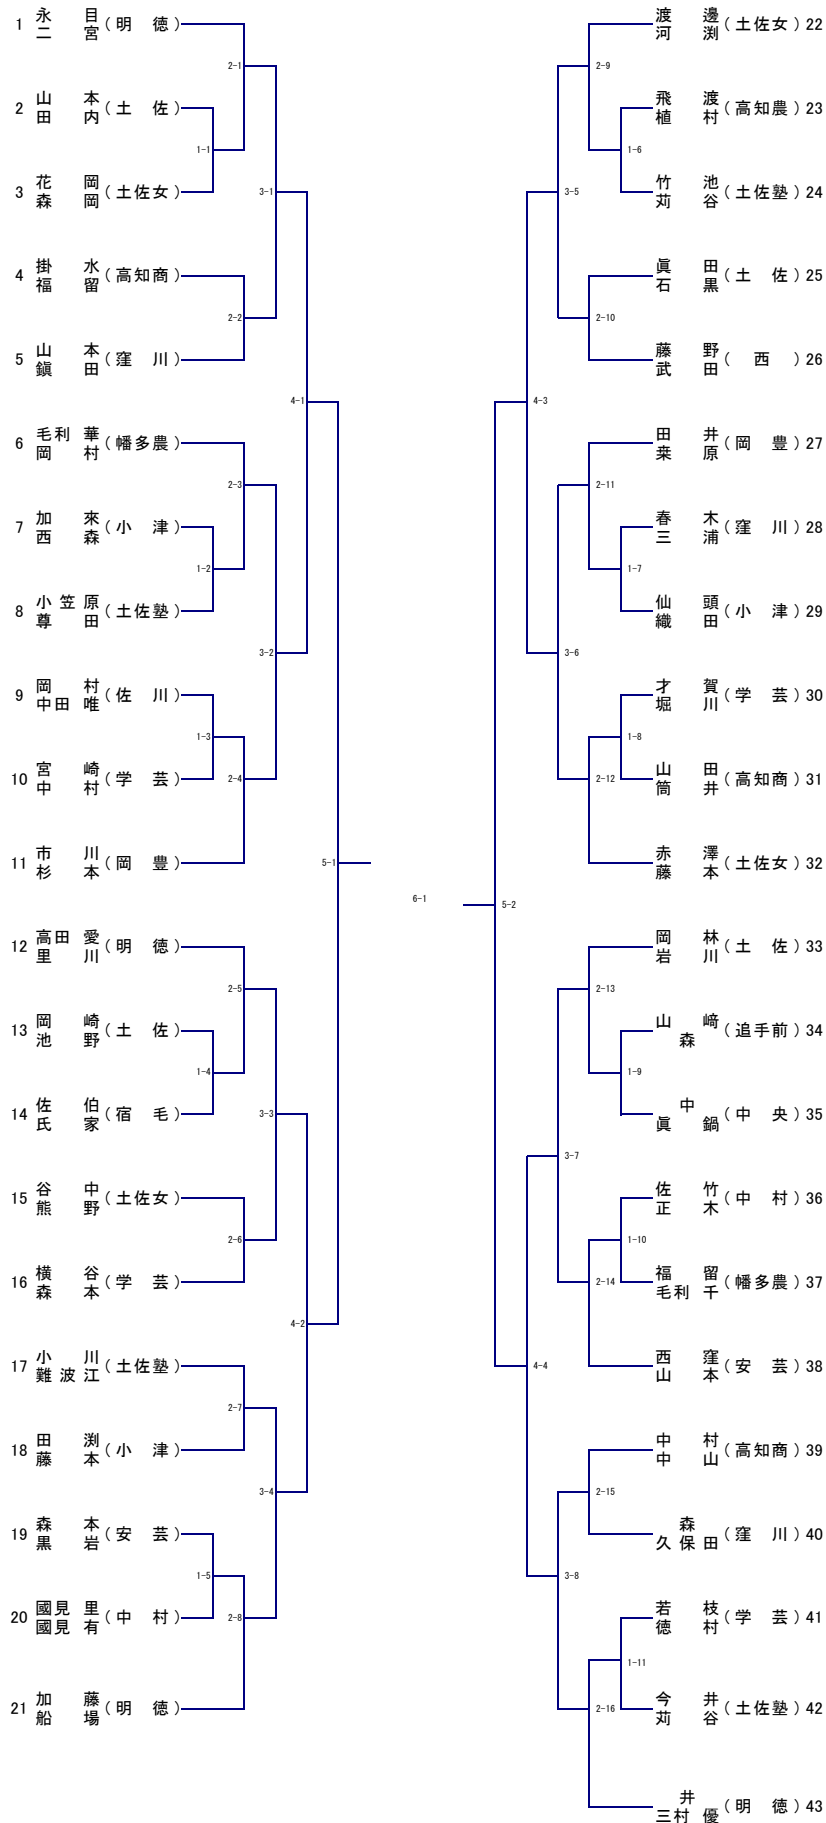 1 永目 (明徳)
二宮
2-1
2 山本 (土佐)
田内
1-1
3 花岡 (土佐女)
森岡
3-1
4 掛水 (高知商)
福留
2-2
5 山本 (窪川)
鎭田
4-1
6 毛利華 (幡多農)
岡村
2-3
7 加來 (小津)
西森
1-2
8 小笠原 (土佐塾)
尊田
3-2
9 岡村 (佐川)
中田唯
1-3
10 宮崎 (学芸)
中村
2-4
11 市川 (岡豊)
杉本
5-1
12 高田愛 (明徳)
里川
2-5
13 岡崎 (土佐)
池野
1-4
14 佐伯 (宿毛)
氏家
3-3
15 谷中 (土佐女)
熊野
2-6
16 横谷 (学芸)
森本
4-2
17 小川 (土佐塾)
難波江
2-7
18 田渕 (小津)
藤本
3-4
19 森本 (安芸)
黒岩
1-5
20 國見里 (中村)
國見有
2-8
21 加藤 (明徳)
船場
6-1
渡邊 (土佐女) 22
河渕
2-9
飛渡 (高知農) 23
植村
1-6
竹池 (土佐塾) 24
苅谷
3-5
眞田 (土佐) 25
石黒
2-10
藤野 (西) 26
武田
4-3
田井 (岡豊) 27
桒原
2-11
春木 (窪川) 28
三浦
1-7
仙頭 (小津) 29
織田
3-6
才賀 (学芸) 30
堀川
1-8
山田 (高知商) 31
筒井
2-12
赤澤 (土佐女) 32
藤本
5-2
岡林 (土佐) 33
岩川
2-13
山﨑 (追手前) 34
森
1-9
中 (中央) 35
眞鍋
3-7
佐竹 (中村) 36
正木
1-10
福留 (幡多農) 37
毛利千
2-14
西窪 (安芸) 38
山本
4-4
中村 (高知商) 39
中山
2-15
森 (窪川) 40
久保田
3-8
若枝 (学芸) 41
徳村
1-11
今井 (土佐塾) 42
苅谷
2-16
井 (明徳) 43
三村優